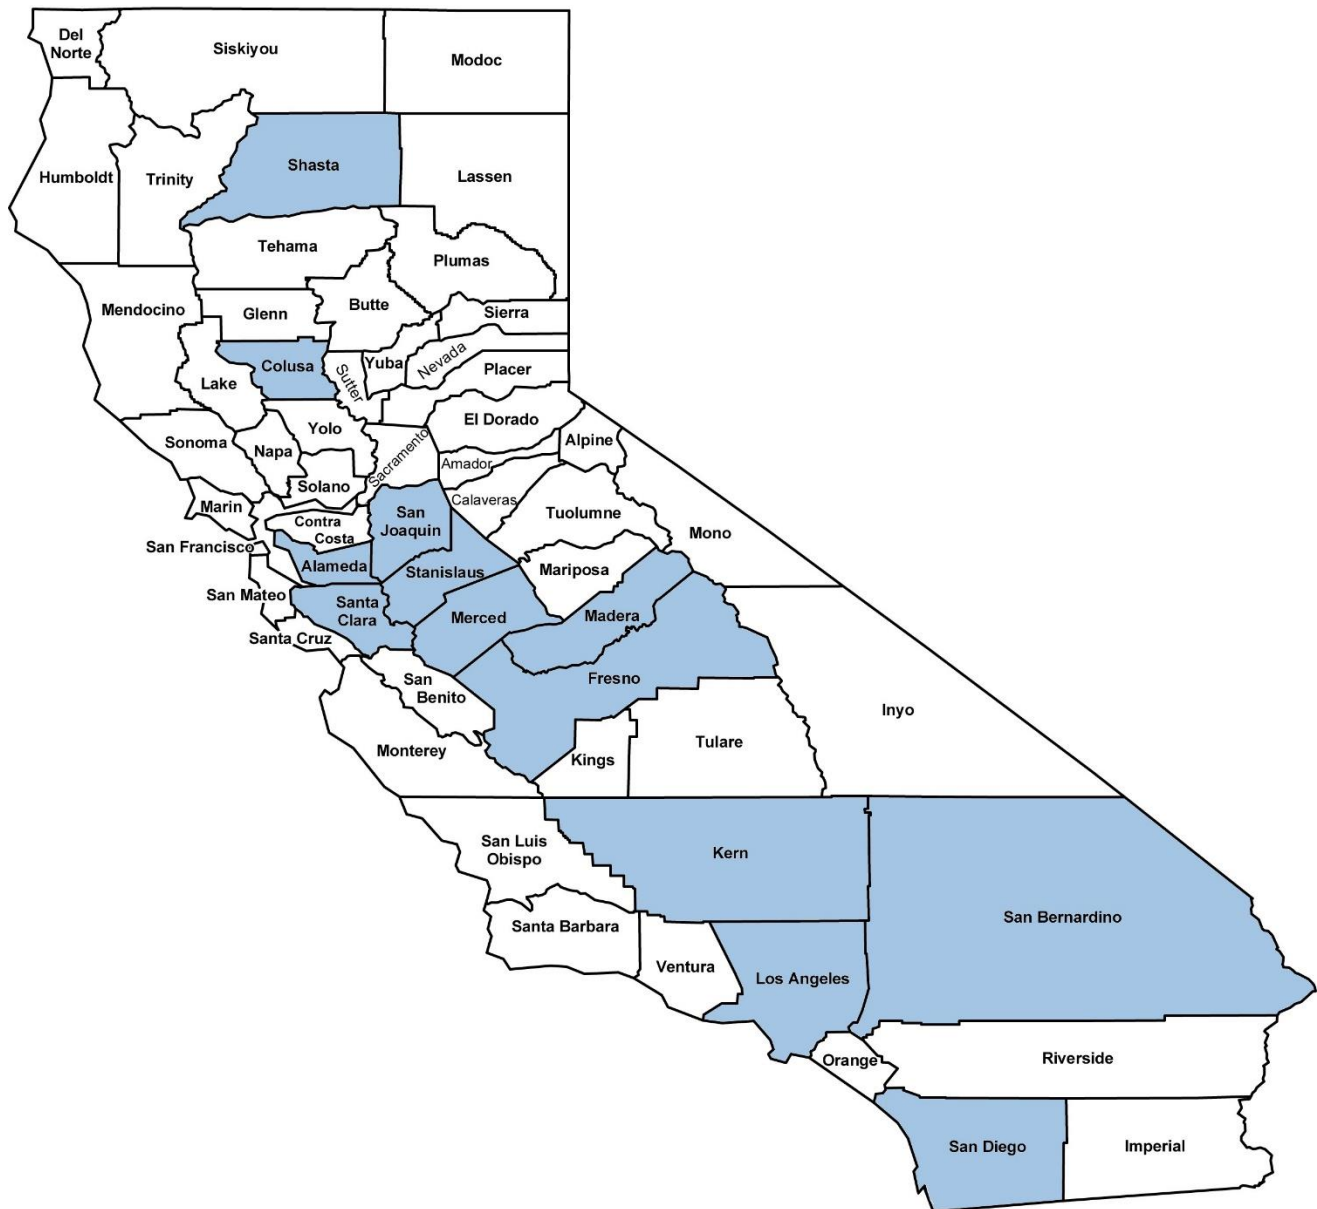 Del
Norte
Siskiyou
Modoc
Humboldt
Trinity
Shasta
Lassen
Tehama
Plumas
Mendocino
Glenn
Butte
Sierra
Lake
Colusa
Sutter
Yuba
Nevada
Placer
Sonoma
Napa
Yolo
Sacramento
El Dorado
Alpine
Amador
Solano
Marin
Contra
Costa
San
Joaquin
Calaveras
Tuolumne
Mono
San Francisco
Alameda
Stanislaus
Mariposa
San Mateo
Santa
Clara
Merced
Madera
Santa Cruz
San
Benito
Fresno
Inyo
Monterey
Kings
Tulare
San Luis
Obispo
Kern
San Bernardino
Santa Barbara
Ventura
Los Angeles
Orange
Riverside
San Diego
Imperial